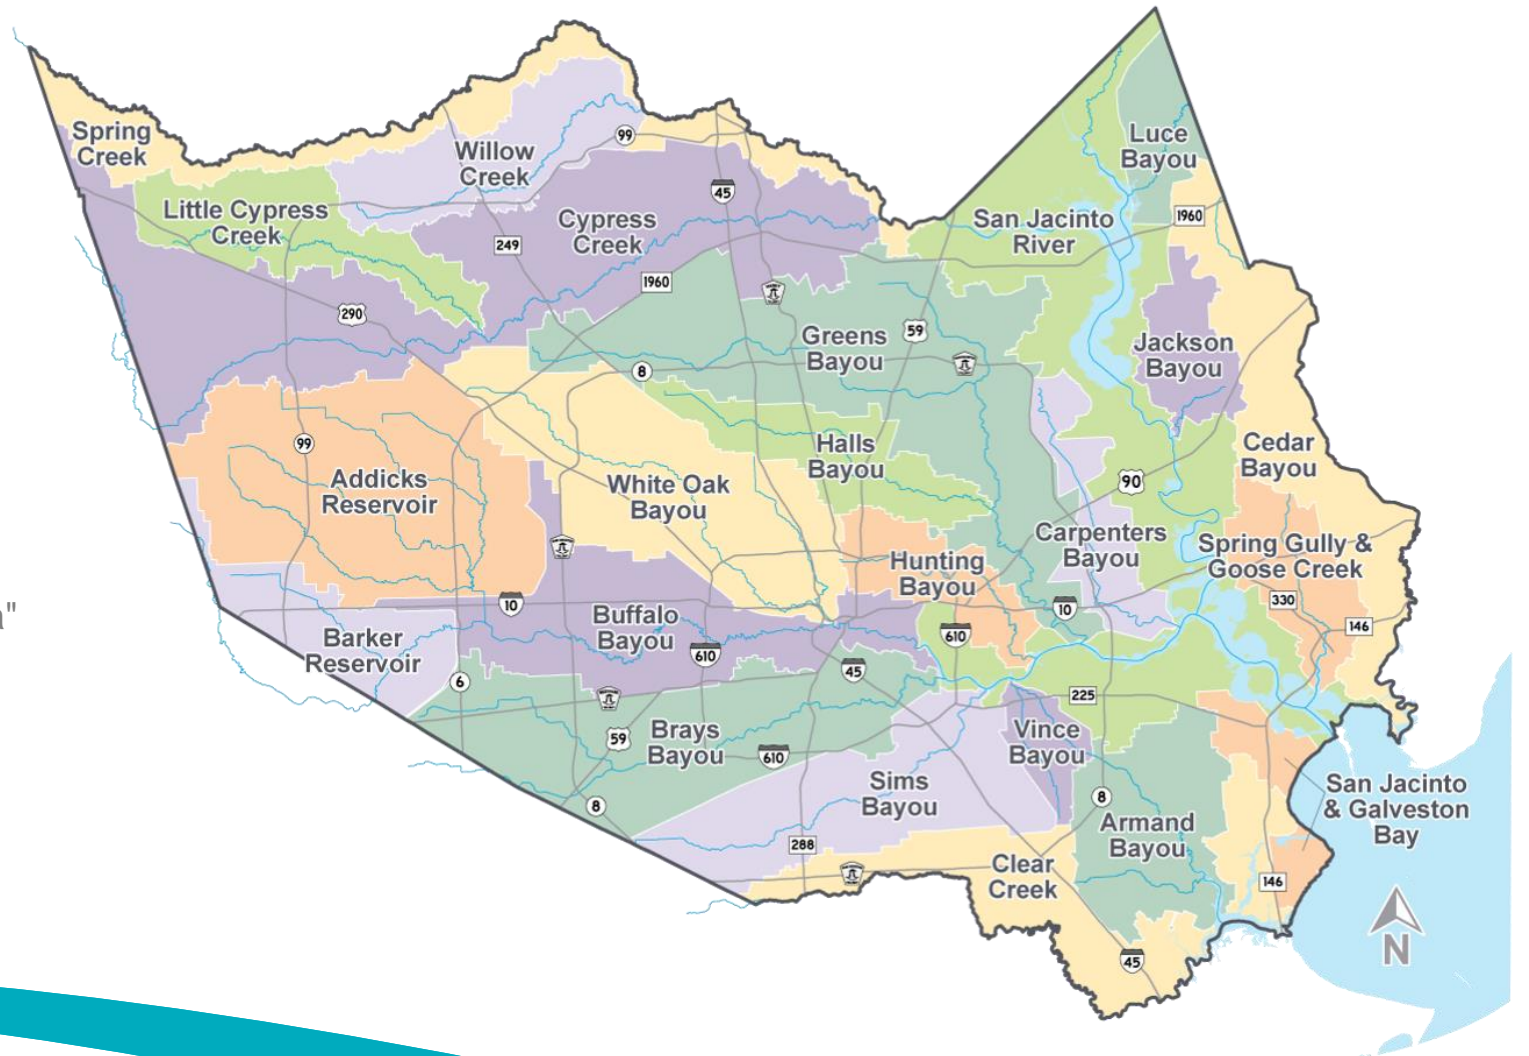 Spring
Creek
Willow
Creek
99
Luce
Bayou
Little Cypress
Creek
45
Cypress
Creek
249
San Jacinto
River
1960
1960
290
Greens
Bayou
59
Jackson
Bayou
8
99
Addicks
Reservoir
White Oak
Bayou
Halls
Bayou
Cedar
Bayou
90
Carpenters
Bayou
Spring Gully &
Goose Creek
Hunting
Bayou
10
10
330
146
a"
Barker
Reservoir
Buffalo
Bayou
610
610
45
6
225
59
Brays
Bayou
610
Vince
Bayou
Sims
Bayou
8
8
San Jacinto
& Galveston
Bay
Armand
Bayou
288
Clear
Creek
146
45
N